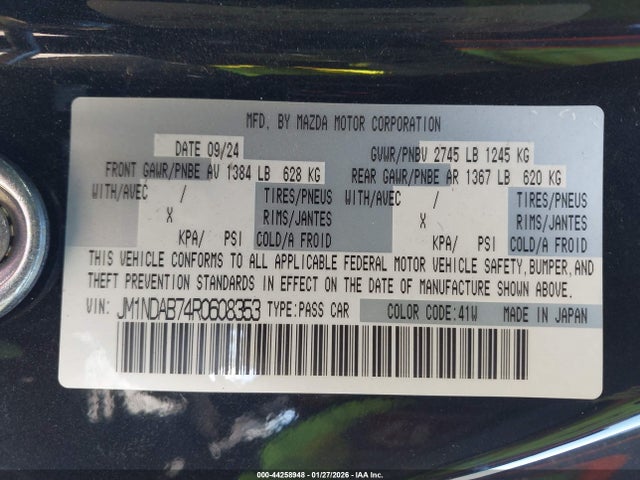 MFD. BY MAZDA MOTOR CORPORATION
DATE 09/24 GVWR/PNBV 2745 LB 1245 KG
FRONT GAWR/PNBE AV 1384 LB 628 KG REAR GAWR/PNBE AR 1367 LB 620 KG
WITH/AVEC / TIRES/PNEUS WITH/AVEC / TIRES/PNEUS
X RIMS/JANTES X RIMS/JANTES
KPA/ PSI COLD/A FROID KPA/ PSI COLD/A FROID
THIS VEHICLE CONFORMS TO ALL APPLICABLE FEDERAL MOTOR VEHICLE SAFETY, BUMPER, AND
THEFT PREVENTION STANDARDS IN EFFECT ON THE DATE OF MANUFACTURE SHOWN ABOVE.
VIN: JM1NDAB74R0608353 TYPE:PASS CAR COLOR CODE:41W MADE IN JAPAN
000-44258948 - 01/27/2026 - IAA Inc.